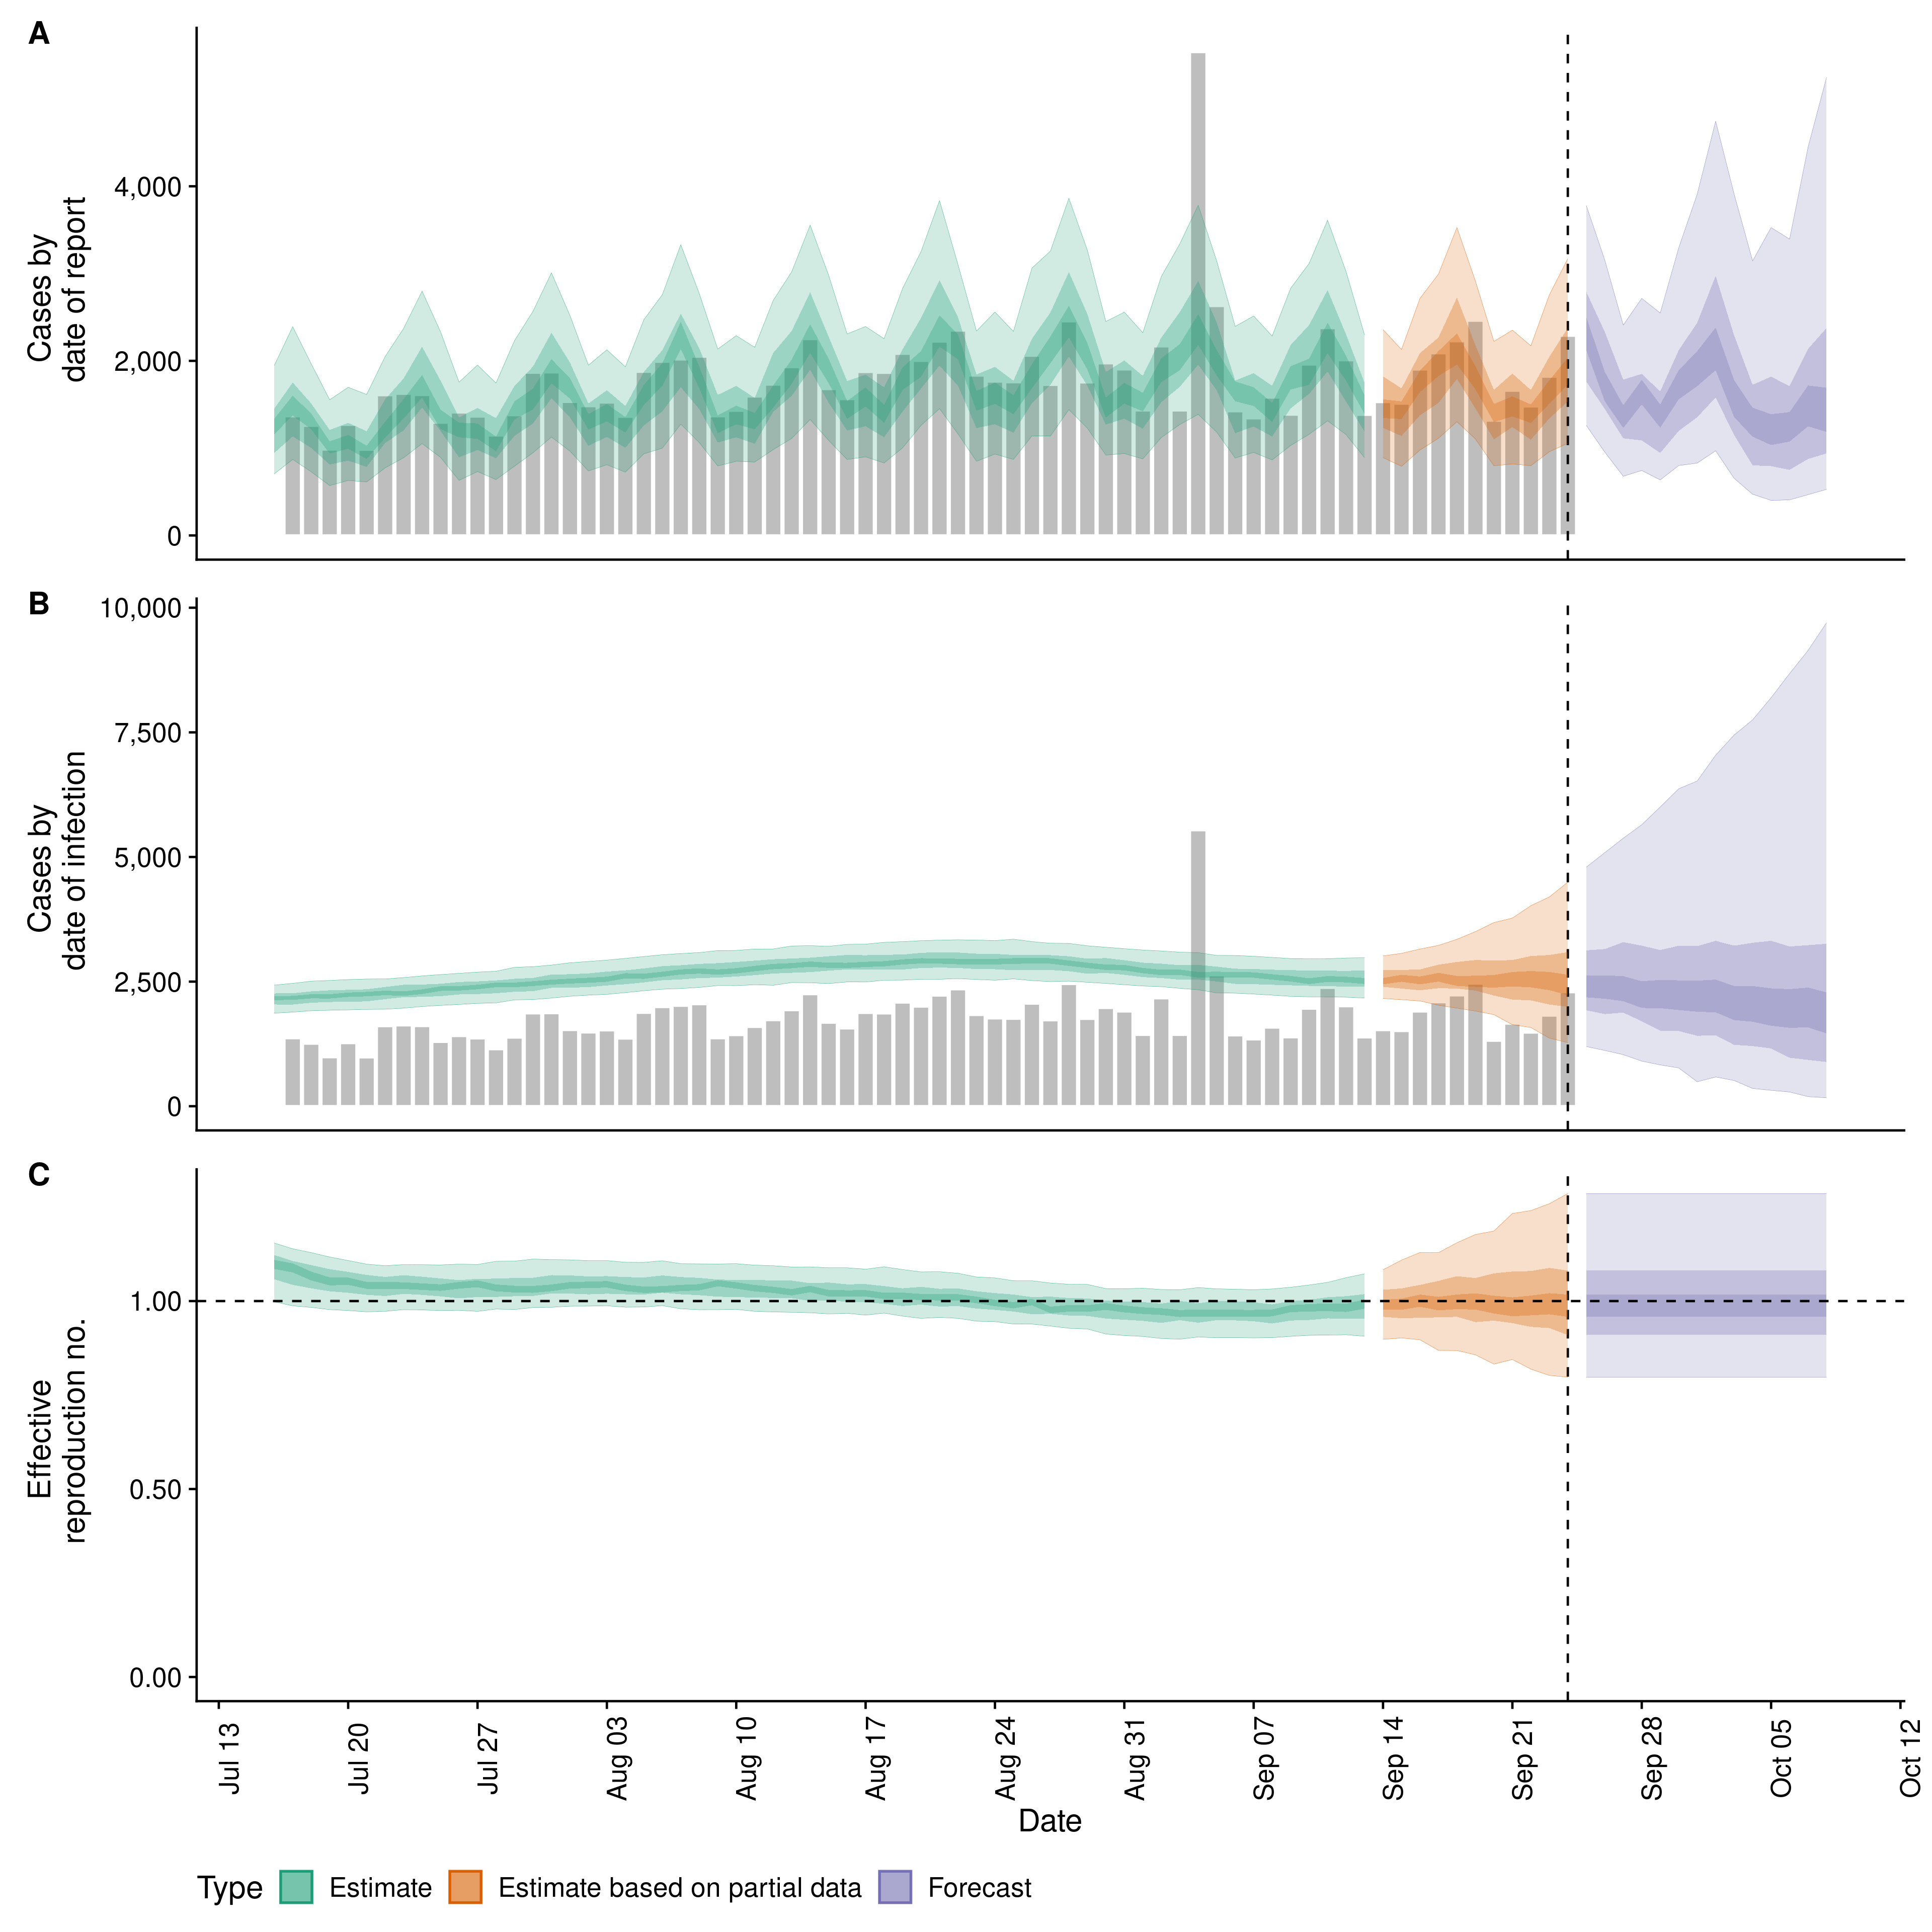 A
Cases by
date of report
4,000
2,000
0
B
Cases by
date of infection
10,000
7,500
5,000
2,500
0
C
Effective
reproduction no.
1.00
0.50
0.00
Jul 13
Jul 20
Jul 27
Aug 03
Aug 10
Aug 17
Aug 24
Aug 31
Sep 07
Sep 14
Sep 21
Sep 28
Oct 05
Oct 12
Date
Type Estimate Estimate based on partial data Forecast